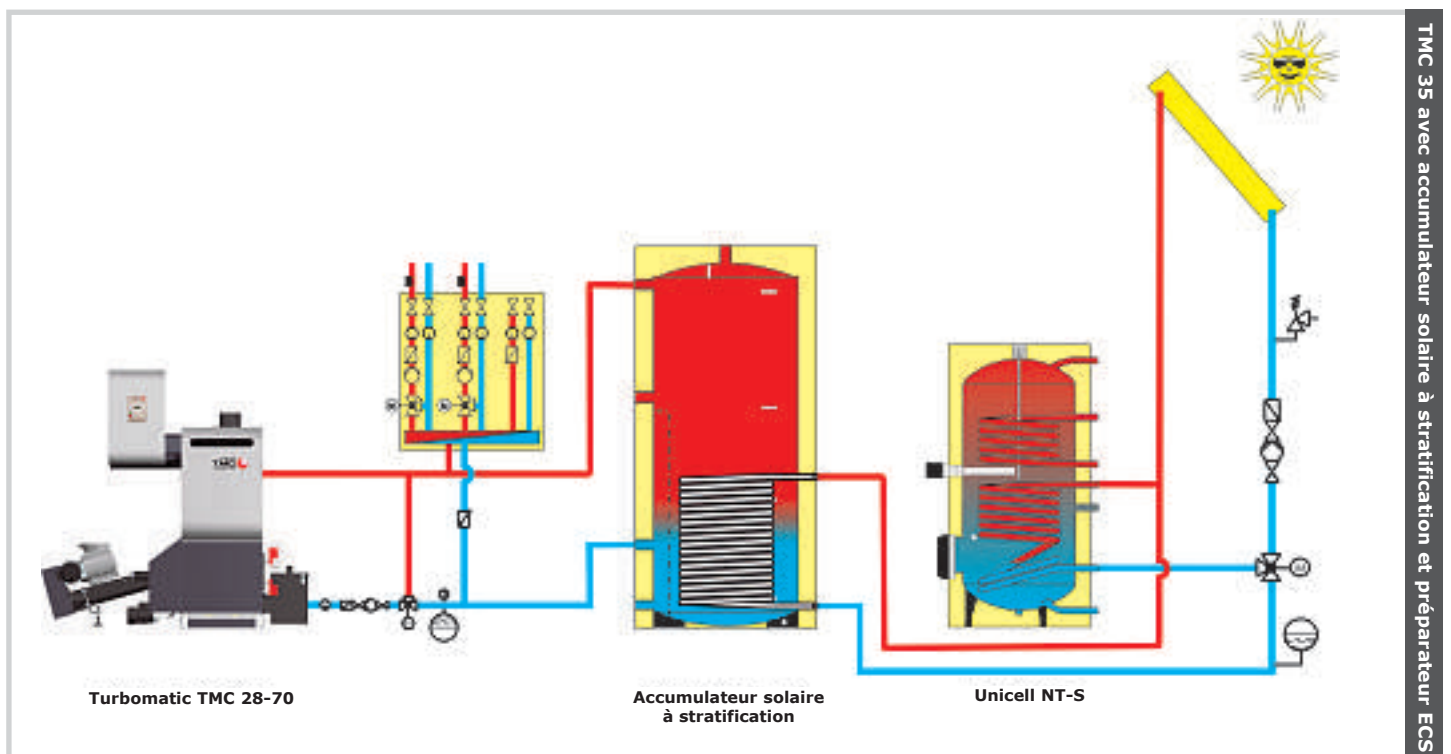 TMC 35 avec accumulateur solaire à stratification et préparateur ECS
TMC
Turbomatic TMC 28-70
Accumulateur solaire
à stratification
Unicell NT-S